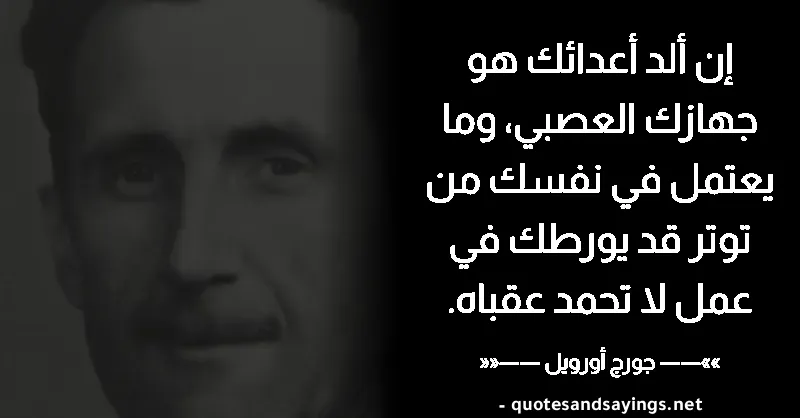 إن ألد أعدائك هو
جهازك العصبي، وما
يعتمل في نفسك من
توتر قد يورطك في
عمل لا تحمد عقباه.
»»—— جورج أورويل ——««
- quotesandsayings.net